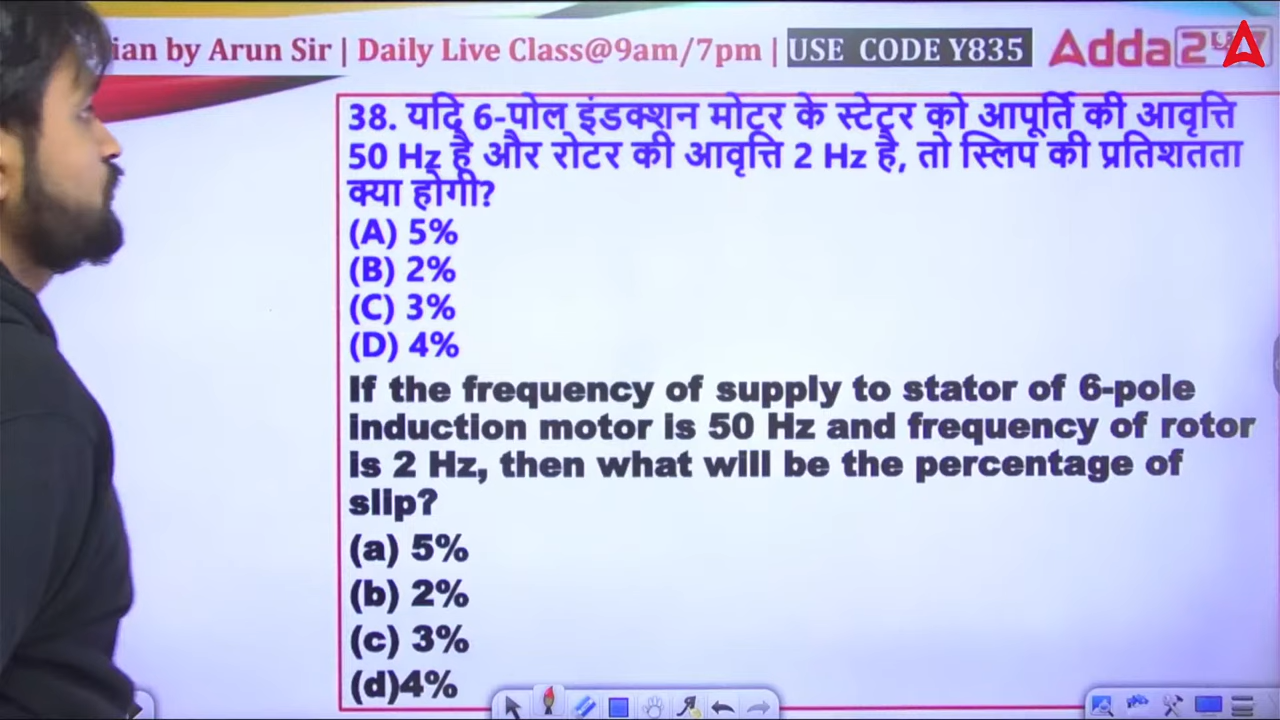 ian by Arun Sir | Daily Live Class@9am/7pm | USE CODE Y835
Adda2
38. यदि 6-पोल इंडक्शन मोटर के स्टेटर को आपूर्ति की आवृत्ति
50 Hz है और रोटर की आवृत्ति 2 Hz है, तो स्लिप की प्रतिशतता
क्या होगी?
(A) 5%
(B) 2%
(C) 3%
(D) 4%
If the frequency of supply to stator of 6-pole
induction motor is 50 Hz and frequency of rotor
is 2 Hz, then what will be the percentage of
slip?
(a) 5%
(b) 2%
(c) 3%
(d)4%